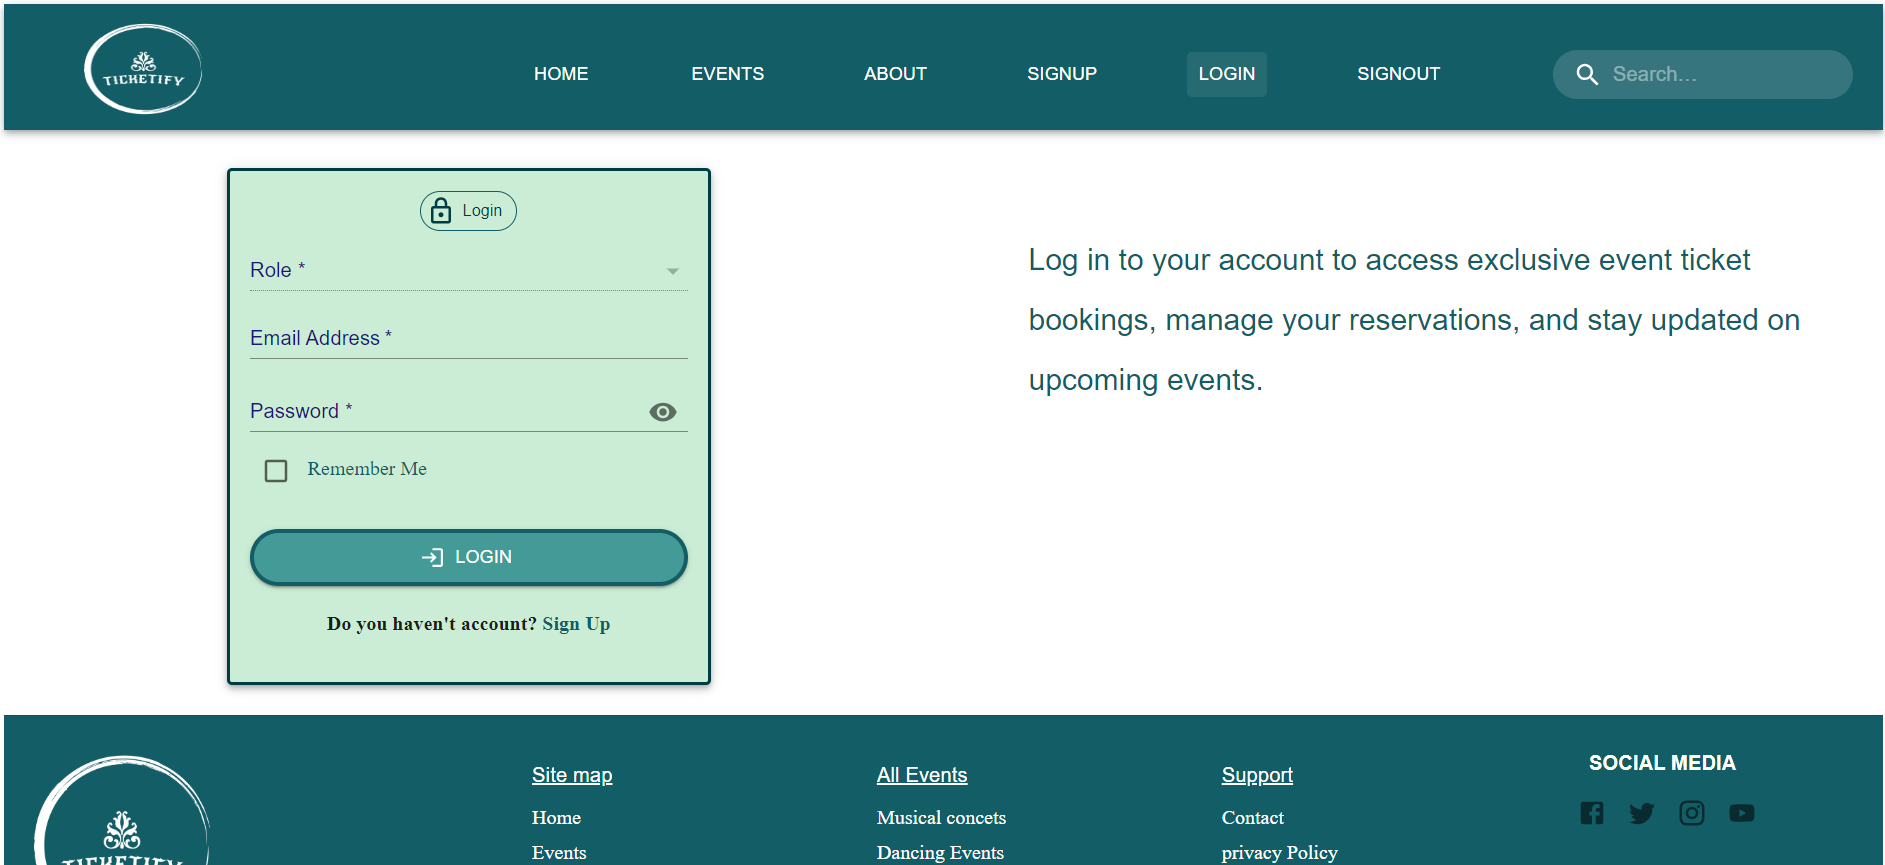 TICKETIFY
HOME EVENTS ABOUT SIGNUP LOGIN SIGNOUT Search...
Login
Role *
Email Address *
Password *
Remember Me
LOGIN
Do you haven't account? Sign Up
Log in to your account to access exclusive event ticket
bookings, manage your reservations, and stay updated on
upcoming events.
TICKETIFY
Site map
Home
Events
All Events
Musical concets
Dancing Events
Support
Contact
privacy Policy
SOCIAL MEDIA